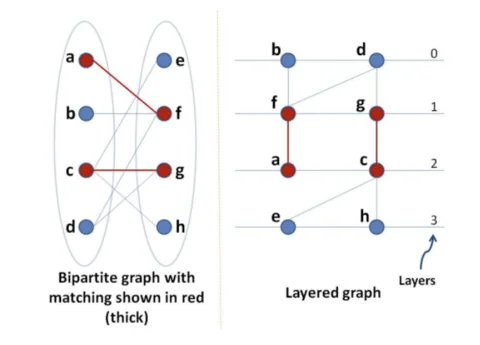 a
e
b
f
c
g
d
h
Bipartite graph with
matching shown in red
(thick)
b
d
0
f
g
1
a
c
2
e
h
3
Layered graph
Layers